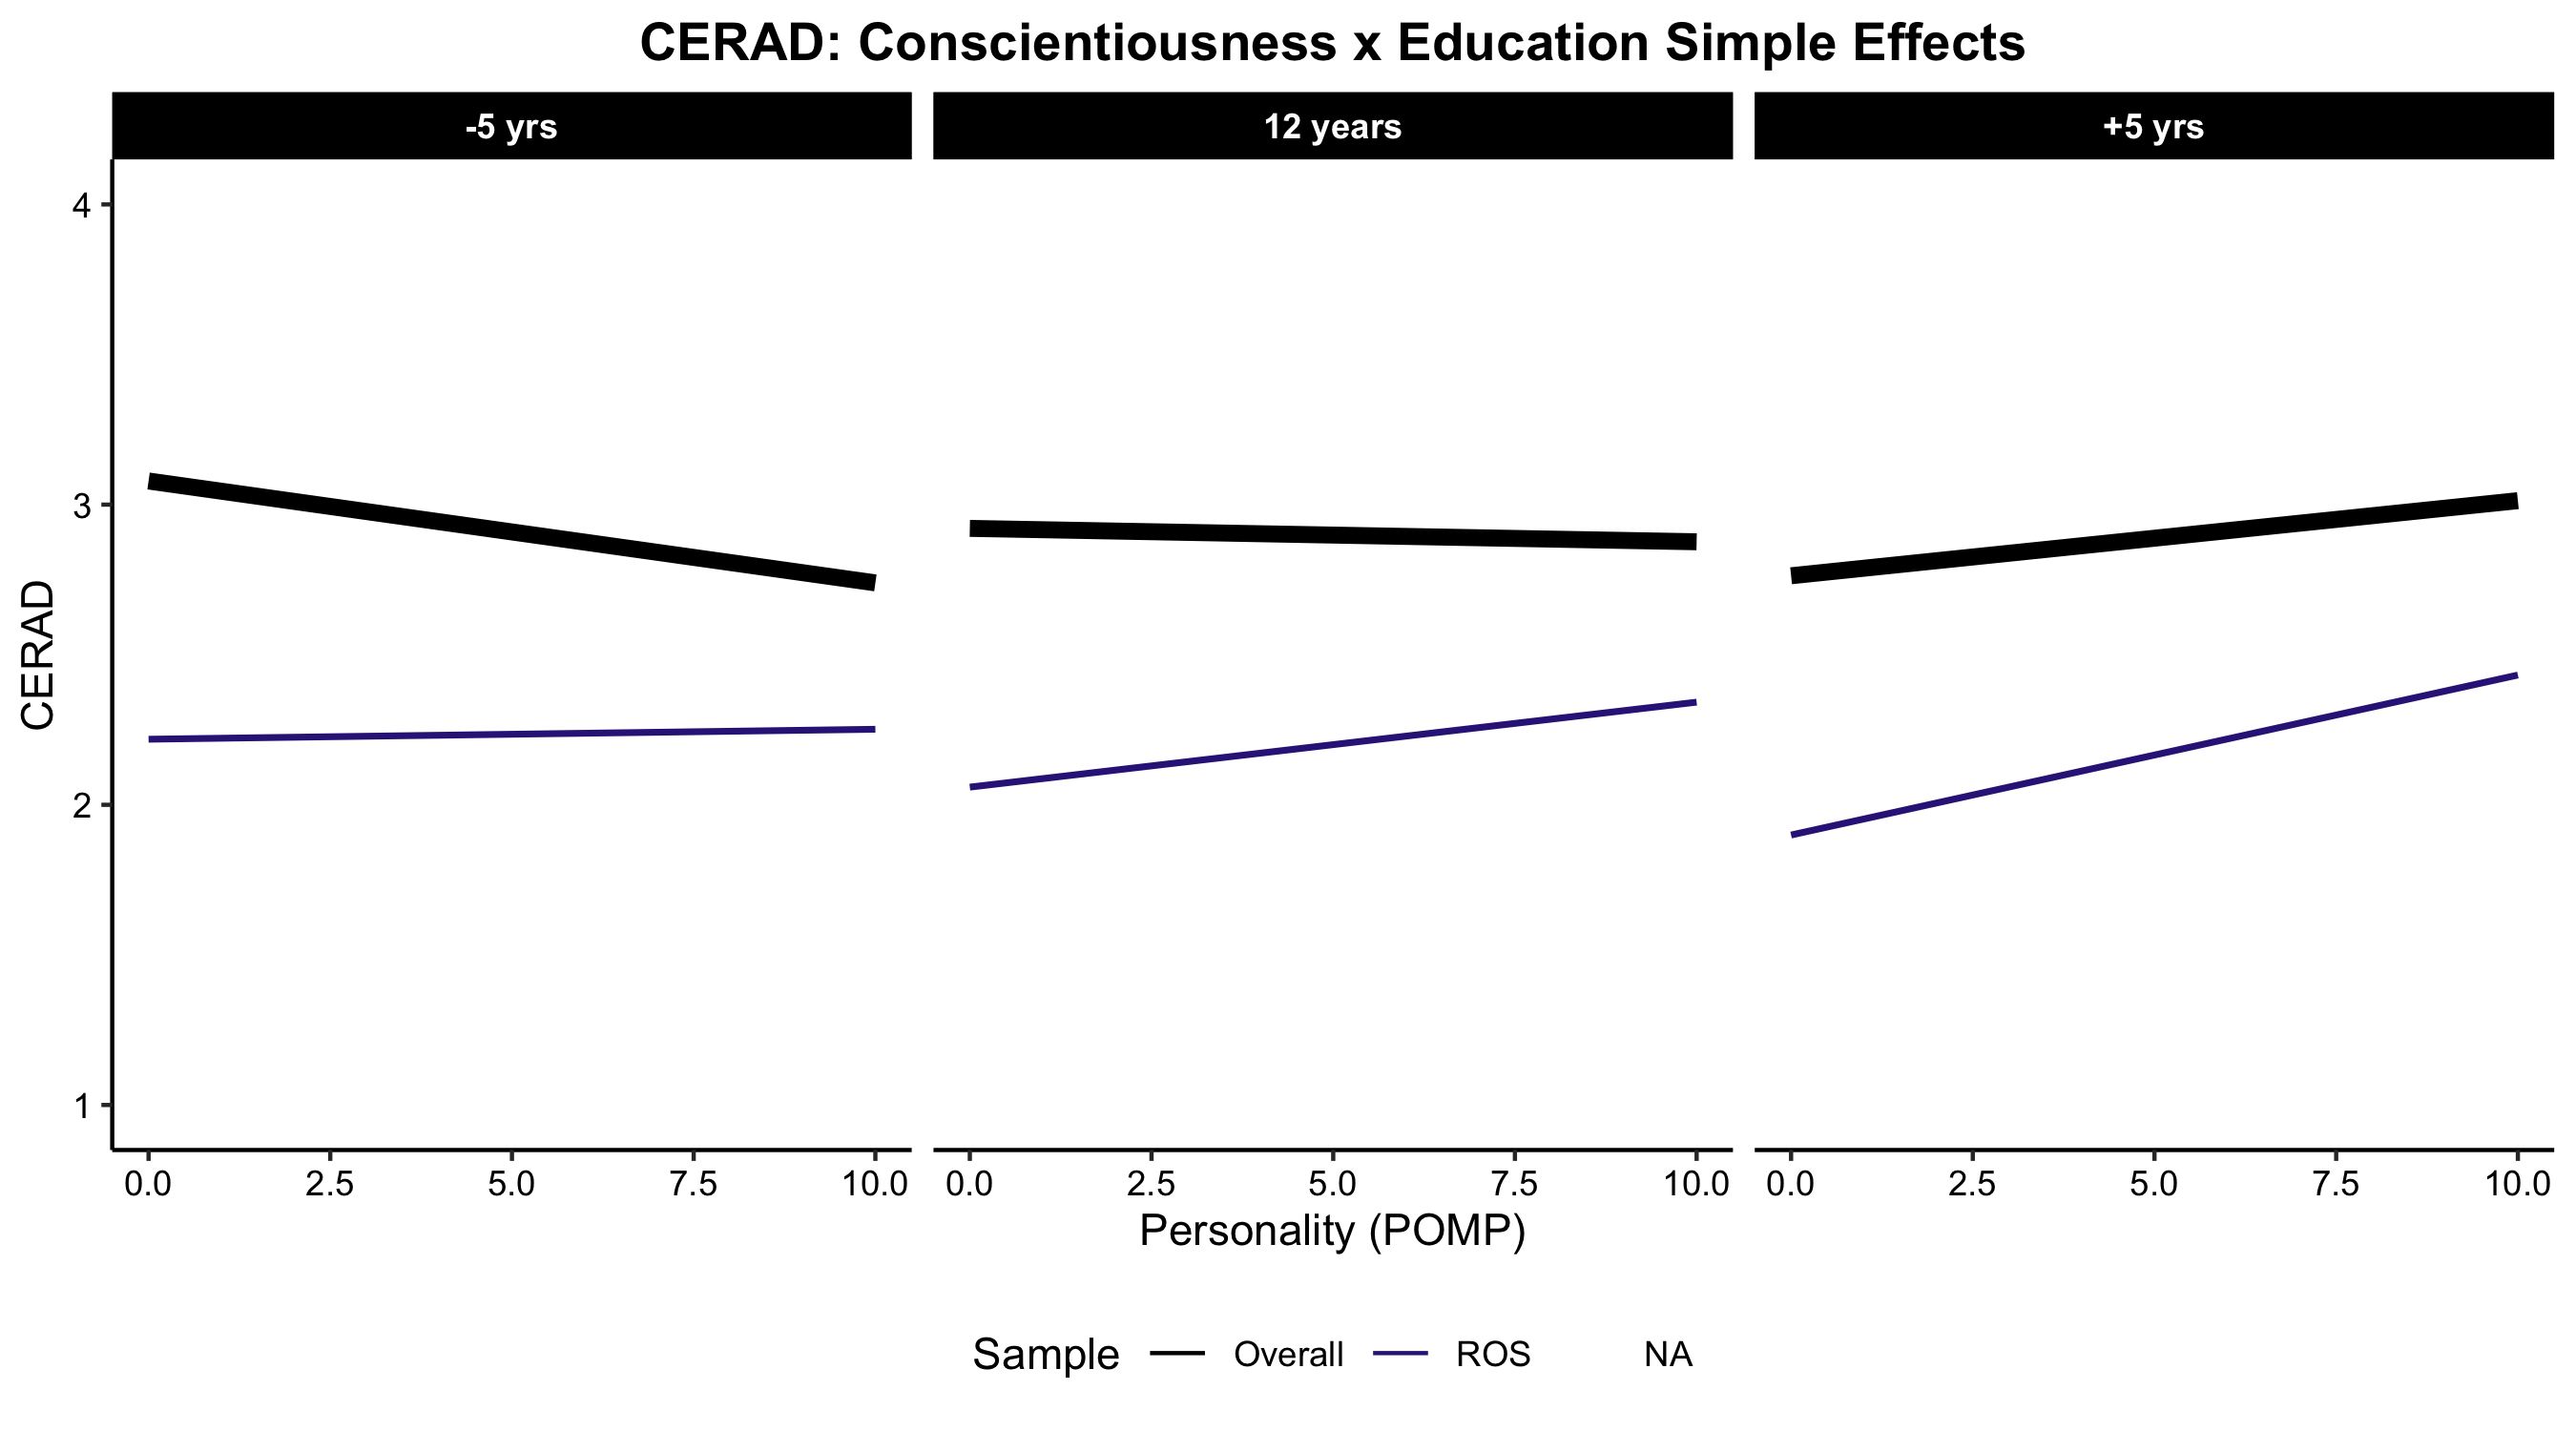 CERAD: Conscientiousness x Education Simple Effects
-5 yrs 12 years +5 yrs
4
3
2
1
CERAD
0.0 2.5 5.0 7.5 10.0 0.0 2.5 5.0 7.5 10.0 0.0 2.5 5.0 7.5 10.0
Personality (POMP)
Sample Overall ROS NA